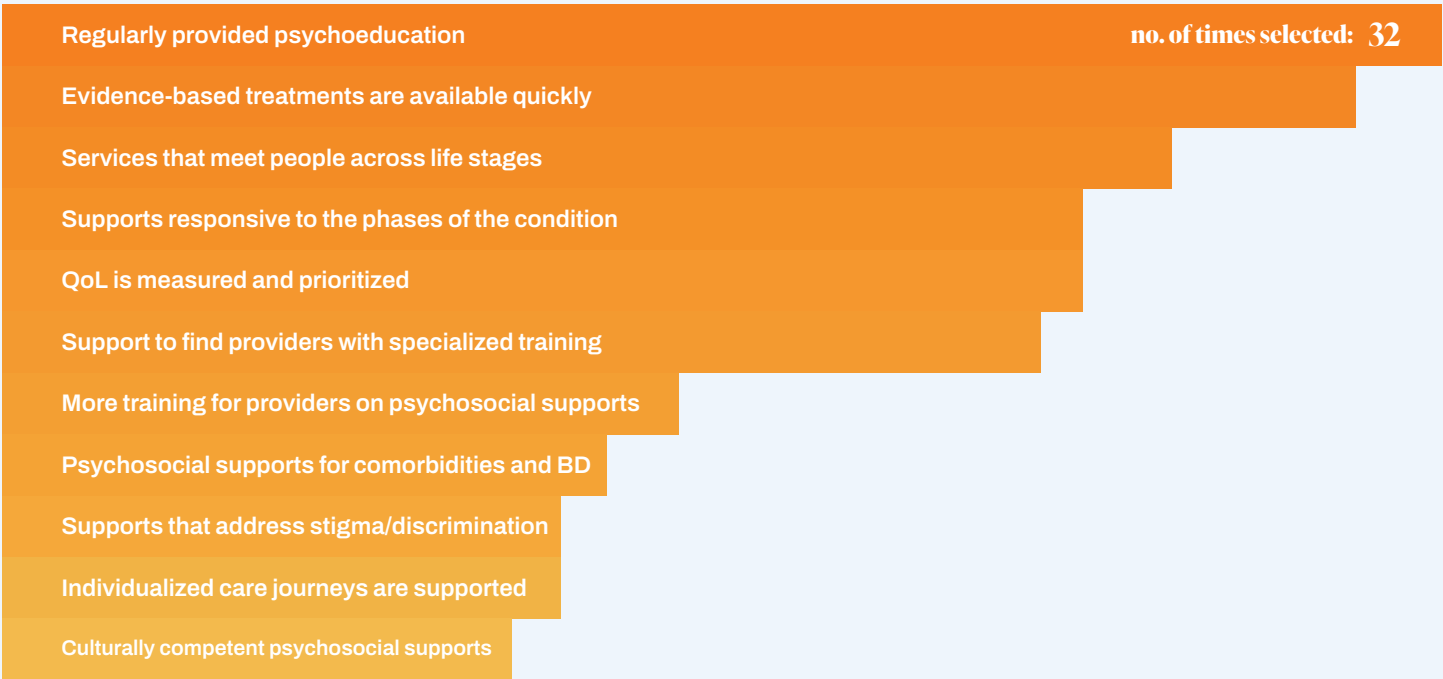 Regularly provided psychoeducation no. of times selected: 32
Evidence-based treatments are available quickly
Services that meet people across life stages
Supports responsive to the phases of the condition
QoL is measured and prioritized
Support to find providers with specialized training
More training for providers on psychosocial supports
Psychosocial supports for comorbidities and BD
Supports that address stigma/discrimination
Individualized care journeys are supported
Culturally competent psychosocial supports